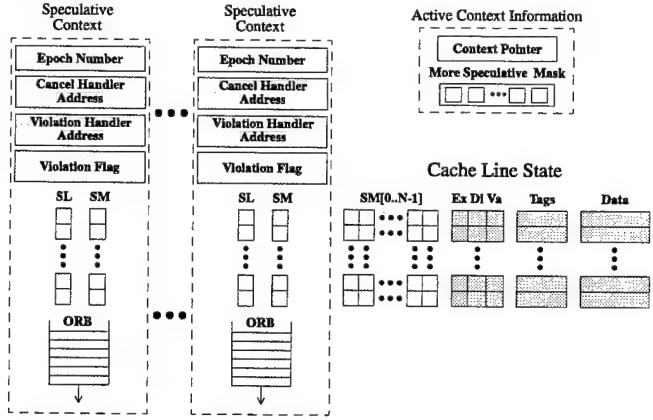 Speculative
Context
Epoch Number
Cancel Handler
Address
Violation Handler
Address
Violation Flag
SL SM
ORB
Speculative
Context
Epoch Number
Cancel Handler
Address
Violation Handler
Address
Violation Flag
SL SM
ORB
Active Context Information
Context Pointer
More Speculative Mask
Cache Line State
SM[0..N-1] Ex Dl Va Tags Data